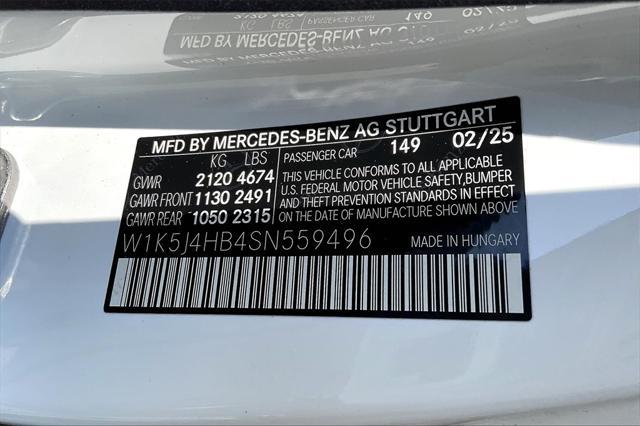 MFD BY MERCEDES-BENZ AG STUTTGART
KG LBS PASSENGER CAR 149 02/25
GVWR 2120 4674
GAWR FRONT 1130 2491
GAWR REAR 1050 2315
THIS VEHICLE CONFORMS TO ALL APPLICABLE
U.S. FEDERAL MOTOR VEHICLE SAFETY, BUMPER
AND THEFT PREVENTION STANDARDS IN EFFECT
ON THE DATE OF MANUFACTURE SHOWN ABOVE.
W1K5J4HB4SN559496 MADE IN HUNGARY